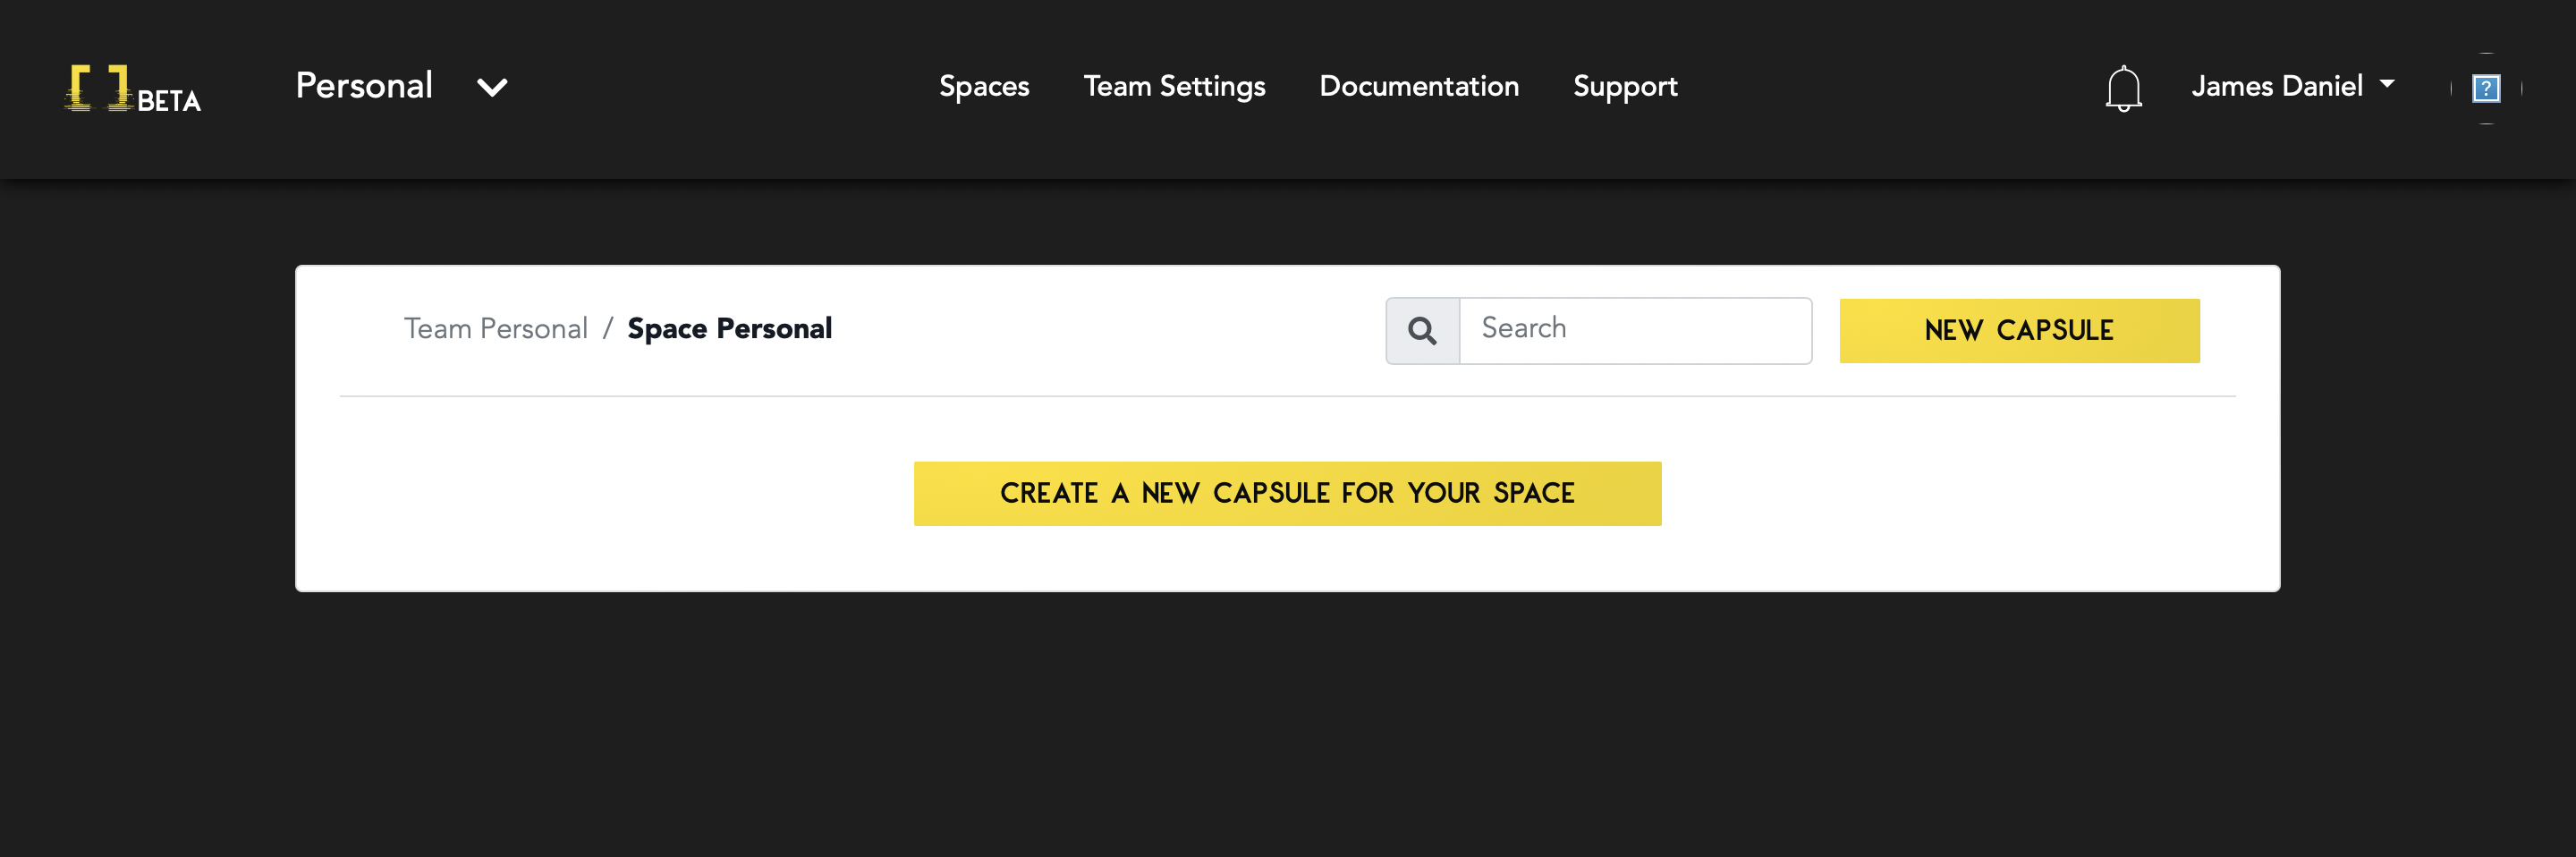 [ ] BETA
Personal
Spaces Team Settings Documentation Support
James Daniel
?
Team Personal / Space Personal
Search
NEW CAPSULE
CREATE A NEW CAPSULE FOR YOUR SPACE